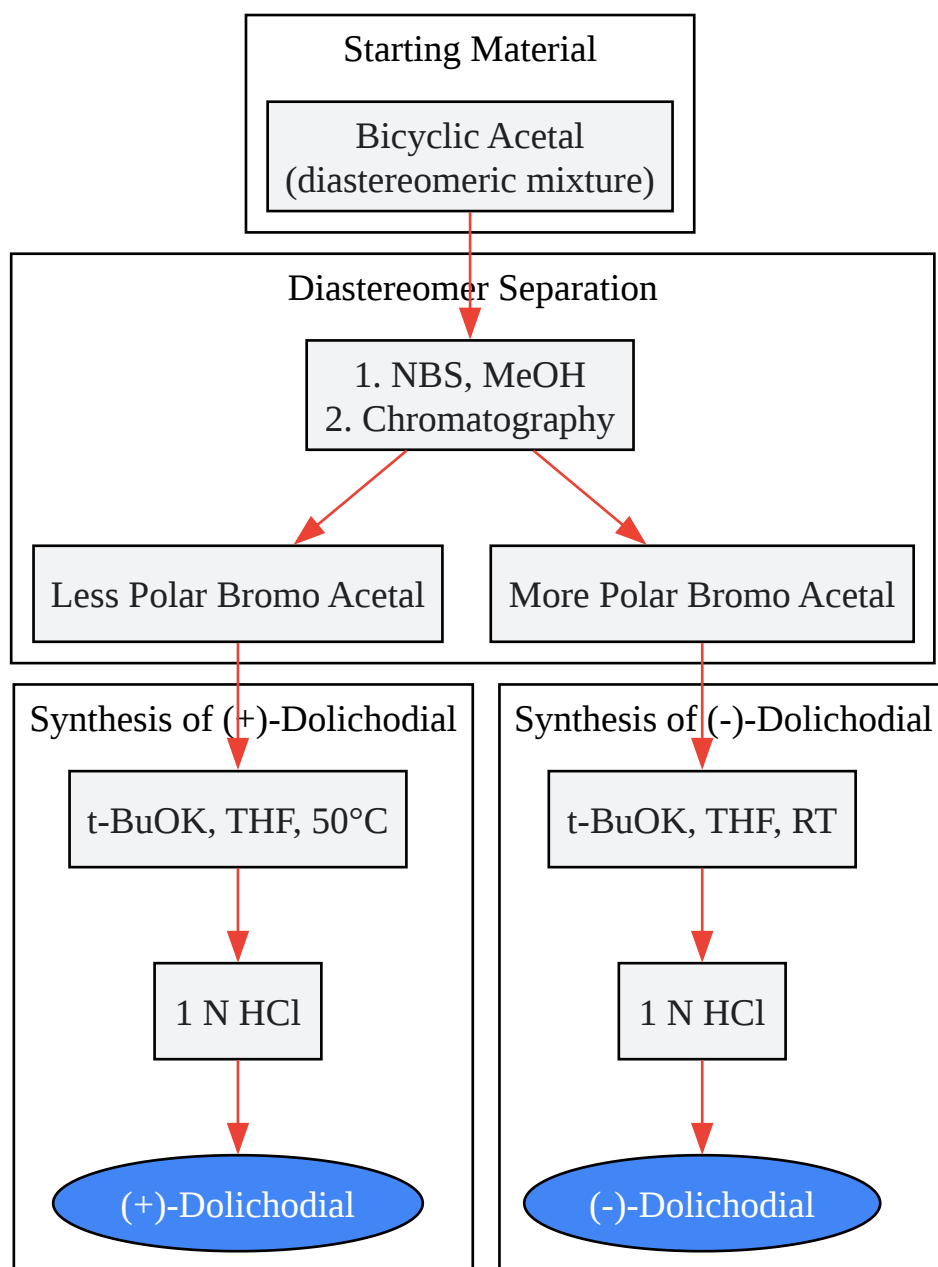 Starting Material
Bicyclic Acetal
(diastereomeric mixture)
Diastereomer Separation
1. NBS, MeOH
2. Chromatography
Less Polar Bromo Acetal
More Polar Bromo Acetal
Synthesis of (+)-Dolichodial
Synthesis of (-)-Dolichodial
t-BuOK, THF, 50°C
t-BuOK, THF, RT
1 N HCl
1 N HCl
(+)-Dolichodial
(-)-Dolichodial